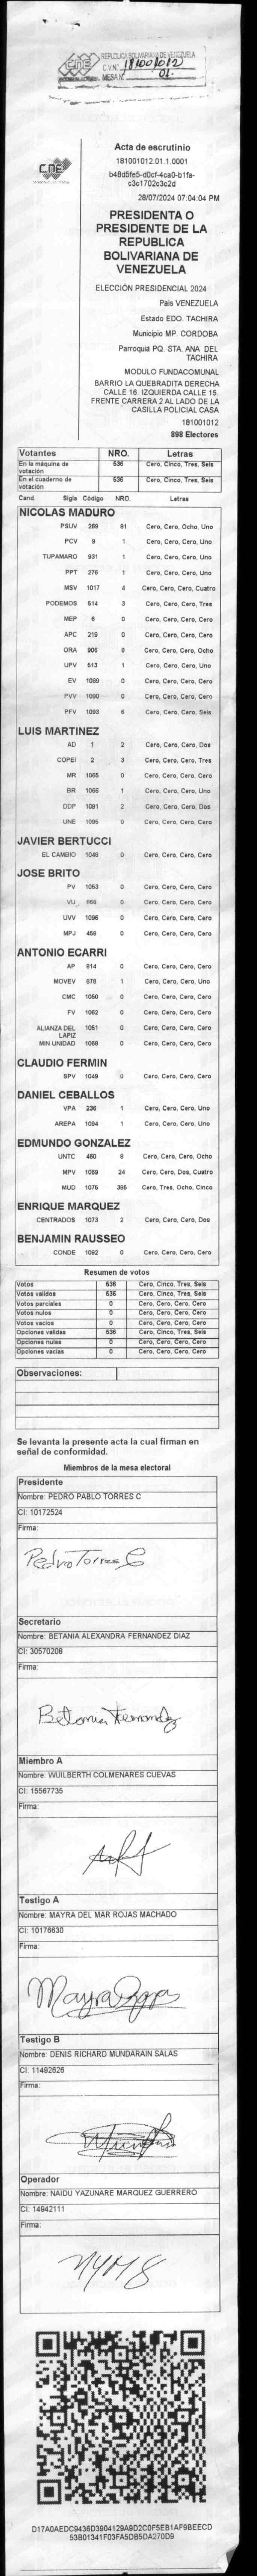 REPUBLICA BOLIVARIANA DE VENEZUELA
CNE
C.V.N° 181001012
MESA N° 01.
Acta de escrutinio
181001012.01.1.0001
b48d5fe5-d0cf-4ca0-b1fa-
c3c1702c3c2d
28/07/2024 07:04:04 PM
CNE
PRESIDENTA O
PRESIDENTE DE LA
REPUBLICA
BOLIVARIANA DE
VENEZUELA
ELECCIÓN PRESIDENCIAL 2024
País VENEZUELA
Estado EDO. TACHIRA
Municipio MP. CORDOBA
Parroquia PQ. STA. ANA DEL
TACHIRA
MODULO FUNDACOMUNAL
BARRIO LA QUEBRADITA DERECHA
CALLE 16. IZQUIERDA CALLE 15.
FRENTE CARRERA 2 AL LADO DE LA
CASILLA POLICIAL CASA
181001012
898 Electores
Votantes NRO. Letras
En la máquina de votación 536 Cero, Cinco, Tres, Seis
En el cuaderno de votación 536 Cero, Cinco, Tres, Seis
Cand. Sigla Código NRO. Letras
NICOLAS MADURO
PSUV 269 81 Cero, Cero, Ocho, Uno
PCV 9 1 Cero, Cero, Cero, Uno
TUPAMARO 931 1 Cero, Cero, Cero, Uno
PPT 276 1 Cero, Cero, Cero, Uno
MSV 1017 4 Cero, Cero, Cero, Cuatro
PODEMOS 514 3 Cero, Cero, Cero, Tres
MEP 6 0 Cero, Cero, Cero, Cero
APC 219 0 Cero, Cero, Cero, Cero
ORA 906 8 Cero, Cero, Cero, Ocho
UPV 513 1 Cero, Cero, Cero, Uno
EV 1089 0 Cero, Cero, Cero, Cero
PVV 1090 0 Cero, Cero, Cero, Cero
PFV 1093 6 Cero, Cero, Cero, Seis
LUIS MARTINEZ
AD 1 2 Cero, Cero, Cero, Dos
COPEI 2 3 Cero, Cero, Cero, Tres
MR 1065 0 Cero, Cero, Cero, Cero
BR 1066 1 Cero, Cero, Cero, Uno
DDP 1091 2 Cero, Cero, Cero, Dos
UNE 1095 0 Cero, Cero, Cero, Cero
JAVIER BERTUCCI
EL CAMBIO 1046 0 Cero, Cero, Cero, Cero
JOSE BRITO
PV 1053 0 Cero, Cero, Cero, Cero
VU 868 0 Cero, Cero, Cero, Cero
UVV 1096 0 Cero, Cero, Cero, Cero
MPJ 458 0 Cero, Cero, Cero, Cero
ANTONIO ECARRI
AP 814 0 Cero, Cero, Cero, Cero
MOVEV 878 1 Cero, Cero, Cero, Uno
CMC 1050 0 Cero, Cero, Cero, Cero
FV 1062 0 Cero, Cero, Cero, Cero
ALIANZA DEL LAPIZ 1051 0 Cero, Cero, Cero, Cero
MIN UNIDAD 1068 0 Cero, Cero, Cero, Cero
CLAUDIO FERMIN
SPV 1049 0 Cero, Cero, Cero, Cero
DANIEL CEBALLOS
VPA 236 1 Cero, Cero, Cero, Uno
AREPA 1094 1 Cero, Cero, Cero, Uno
EDMUNDO GONZALEZ
UNTC 460 8 Cero, Cero, Cero, Ocho
MPV 1069 24 Cero, Cero, Dos, Cuatro
MUD 1075 385 Cero, Tres, Ocho, Cinco
ENRIQUE MARQUEZ
CENTRADOS 1073 2 Cero, Cero, Cero, Dos
BENJAMIN RAUSSEO
CONDE 1092 0 Cero, Cero, Cero, Cero
Resumen de votos
Votos 536 Cero, Cinco, Tres, Seis
Votos validos 536 Cero, Cinco, Tres, Seis
Votos parciales 0 Cero, Cero, Cero, Cero
Votos nulos 0 Cero, Cero, Cero, Cero
Votos vacios 0 Cero, Cero, Cero, Cero
Opciones validas 536 Cero, Cinco, Tres, Seis
Opciones nulas 0 Cero, Cero, Cero, Cero
Opciones vacias 0 Cero, Cero, Cero, Cero
Observaciones:
Se levanta la presente acta la cual firman en
señal de conformidad.
Miembros de la mesa electoral
Presidente
Nombre: PEDRO PABLO TORRES C
CI: 10172524
Firma:
Pedro Torres C
Secretario
Nombre: BETANIA ALEXANDRA FERNANDEZ DIAZ
CI: 30570208
Firma:
Betania Fernandez
Miembro A
Nombre: WUILBERTH COLMENARES CUEVAS
CI: 15567735
Firma:
Testigo A
Nombre: MAYRA DEL MAR ROJAS MACHADO
CI: 10176630
Firma:
Mayra Rojas
Testigo B
Nombre: DENIS RICHARD MUNDARAIN SALAS
CI: 11492626
Firma:
Operador
Nombre: NAIDU YAZUNARE MARQUEZ GUERRERO
CI: 14942111
Firma:
NYMG
D17A0AEDC9436D3904129A9D2C0F5EB1AF9BEECD
53B01341F03FA5DB5DA270D9